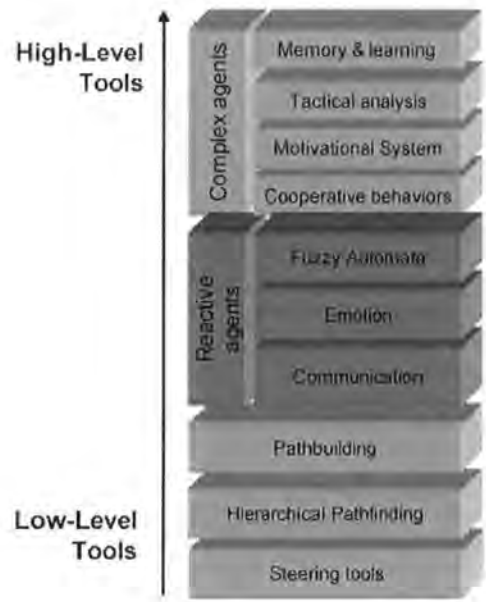 High-Level
Tools
Complex agents
Memory & learning
Tactical analysis
Motivational System
Cooperative behaviors
Reactive
agents
Fuzzy Automate
Emotion
Communication
Pathbuilding
Hierarchical Pathfinding
Low-Level
Tools
Steering tools